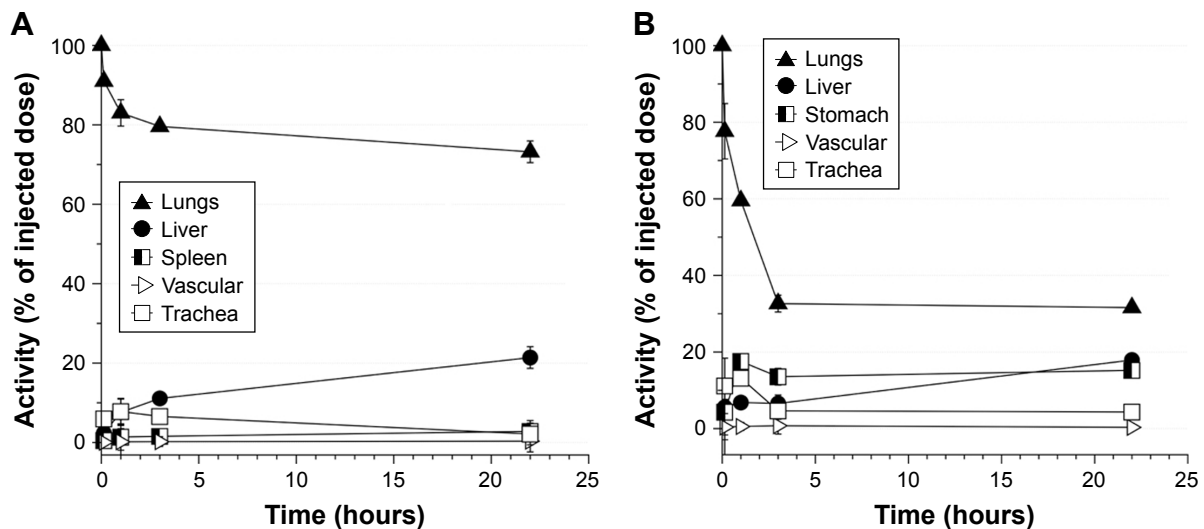 A
Activity (% of injected dose)
100
80
60
40
20
0
Lungs
Liver
Spleen
Vascular
Trachea
0 5 10 15 20 25
Time (hours)
B
Activity (% of injected dose)
100
80
60
40
20
0
Lungs
Liver
Stomach
Vascular
Trachea
0 5 10 15 20 25
Time (hours)